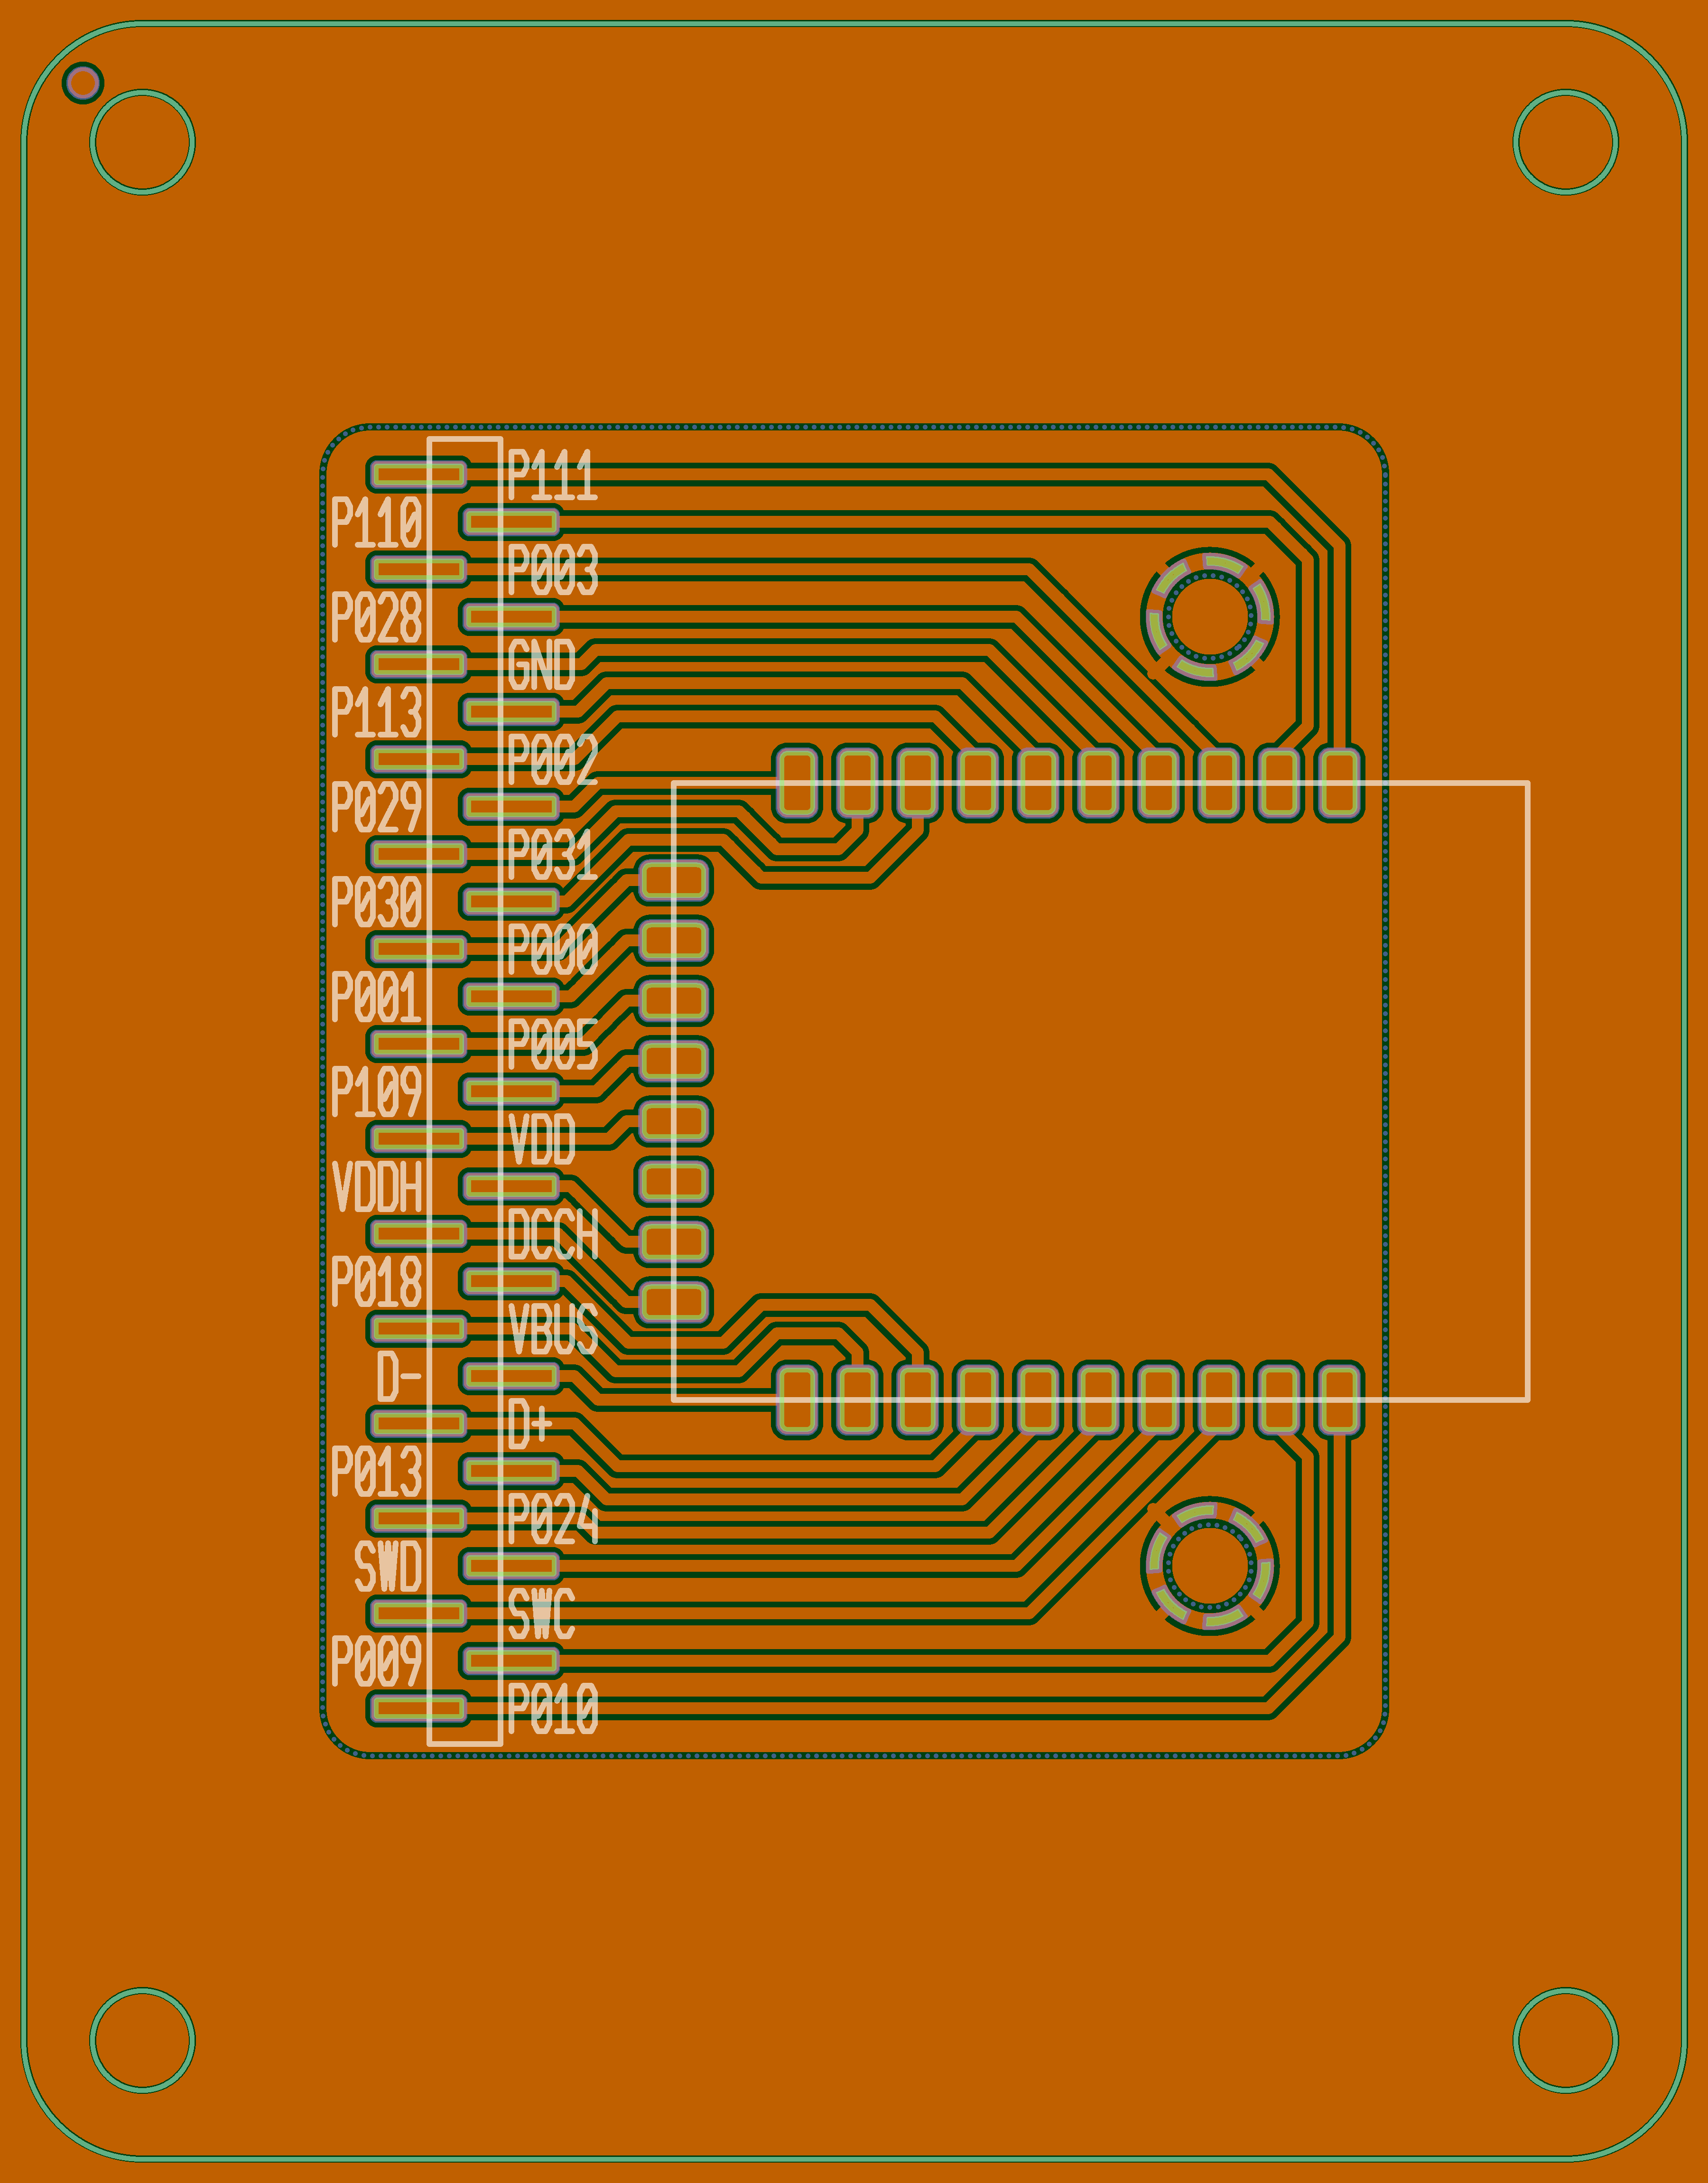 P111
P110
P003
P028
GND
P113
P002
P029
P031
P030
P000
P001
P005
P109
VDD
VDDH
DCCH
P018
VBUS
D-
D+
P013
P024
SWD
SWC
P009
P010